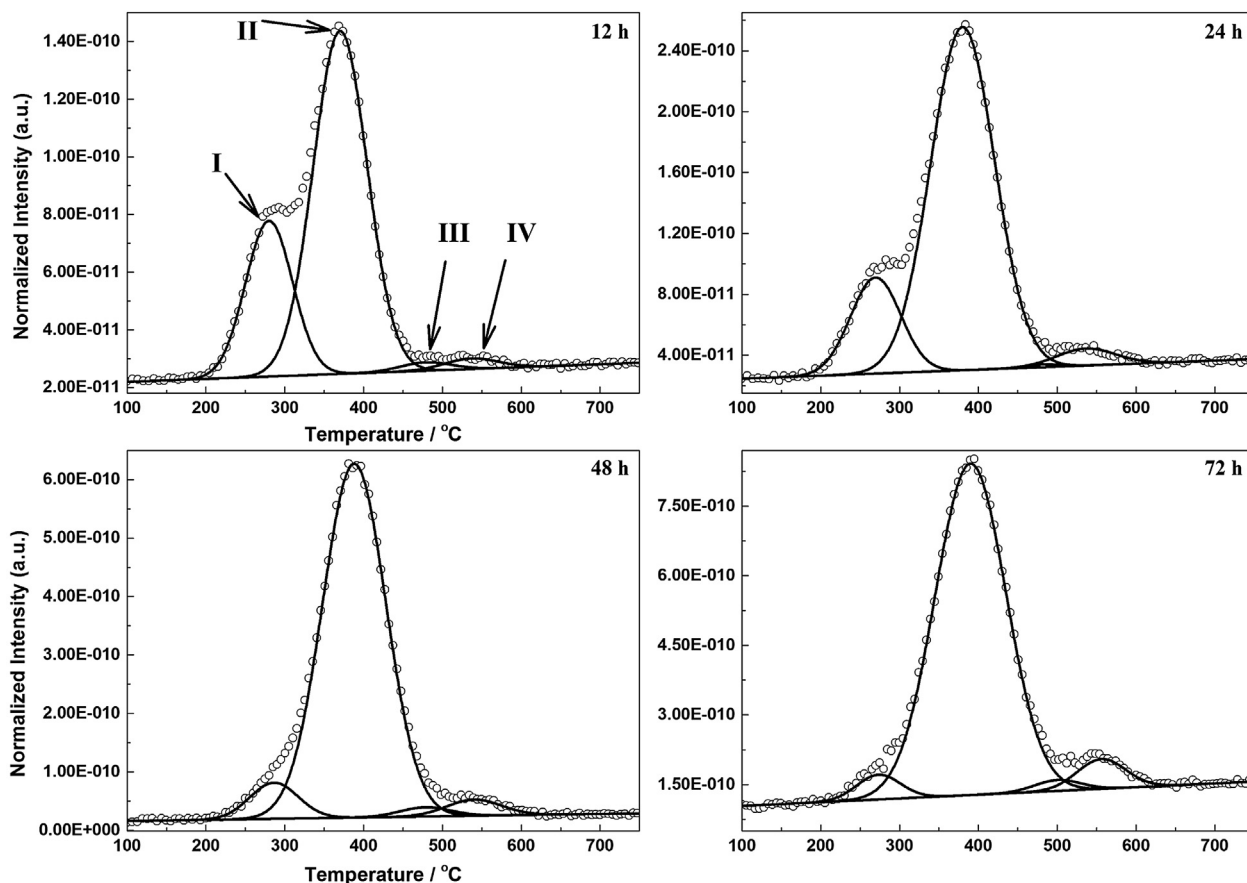 12 h
II
I
III
IV
Normalized Intensity (a.u.)
1.40E-010
1.20E-010
1.00E-010
8.00E-011
6.00E-011
4.00E-011
2.00E-011
100 200 300 400 500 600 700
Temperature / °C
24 h
2.40E-010
2.00E-010
1.60E-010
1.20E-010
8.00E-011
4.00E-011
100 200 300 400 500 600 700
48 h
Normalized Intensity (a.u.)
6.00E-010
5.00E-010
4.00E-010
3.00E-010
2.00E-010
1.00E-010
0.00E+000
100 200 300 400 500 600 700
Temperature / °C
72 h
7.50E-010
6.00E-010
4.50E-010
3.00E-010
1.50E-010
100 200 300 400 500 600 700